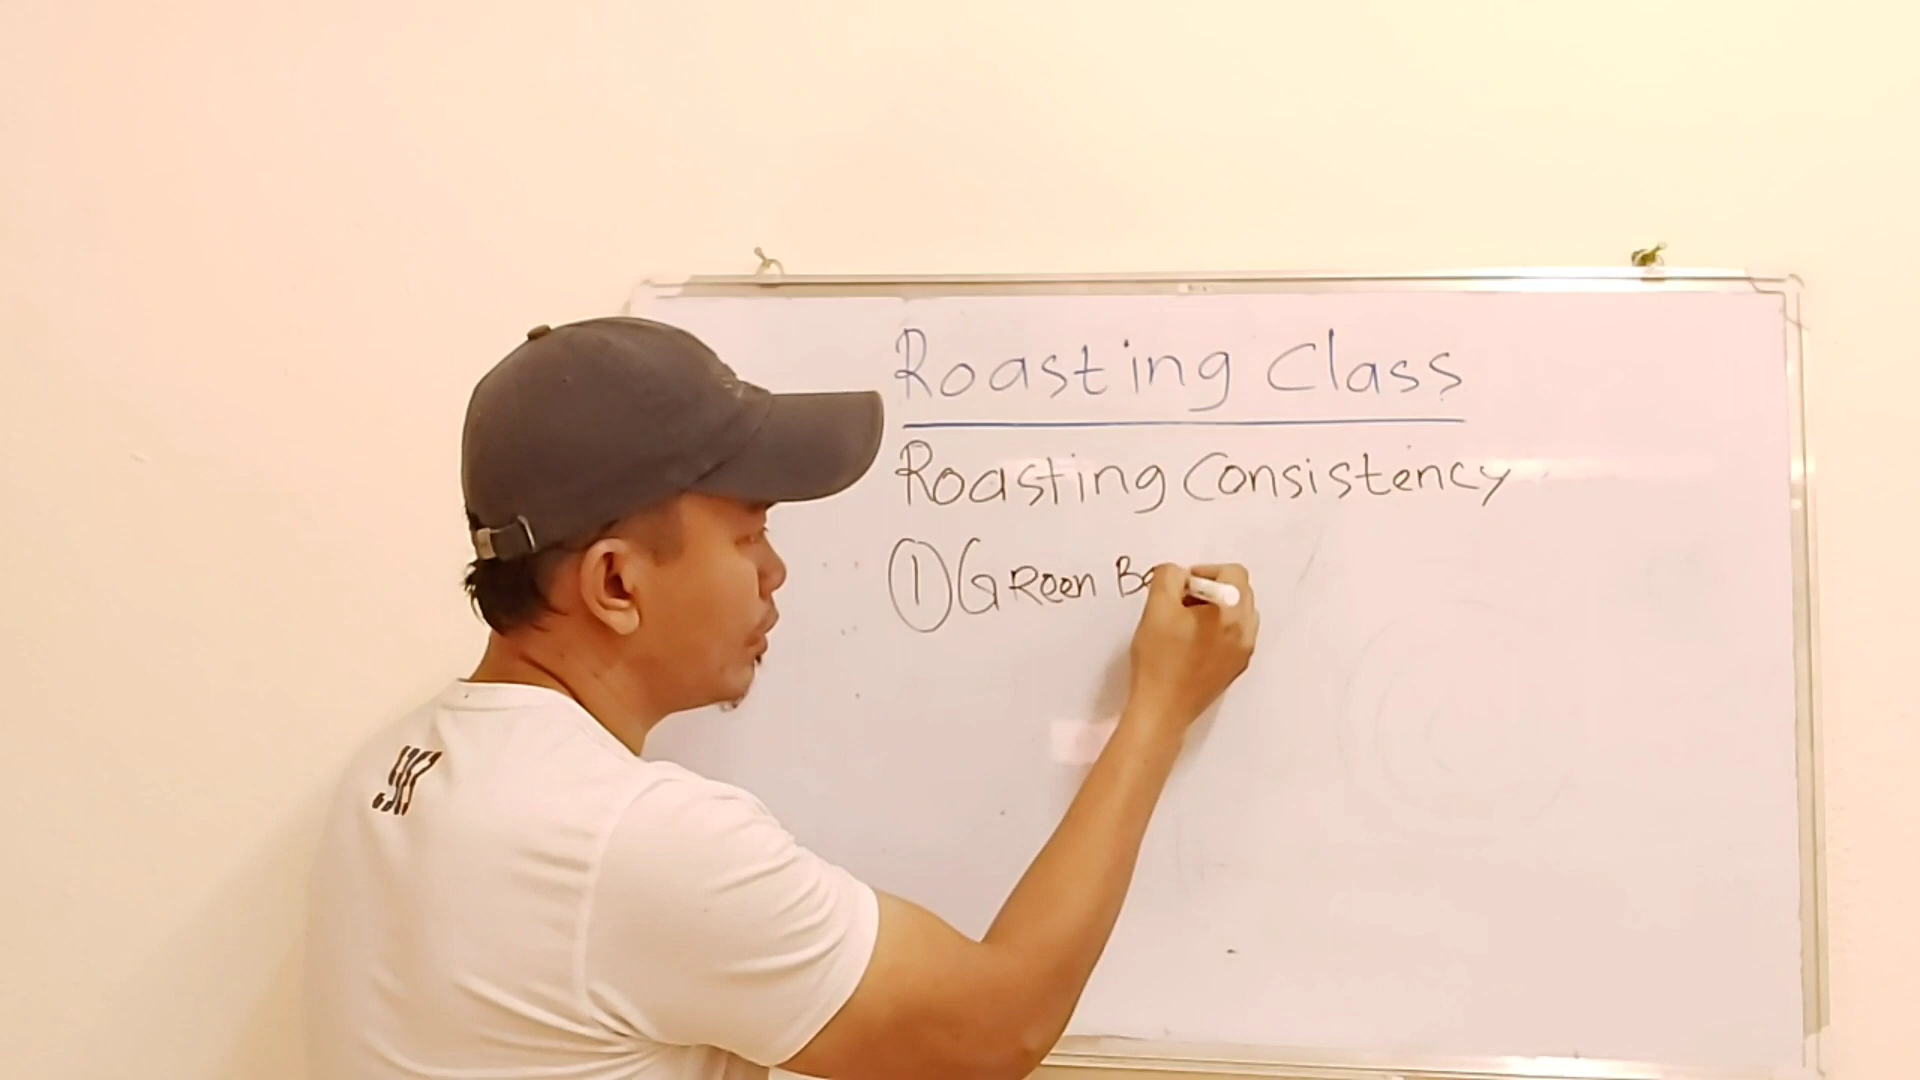 Roasting Class
Roasting Consistency
① Green Be